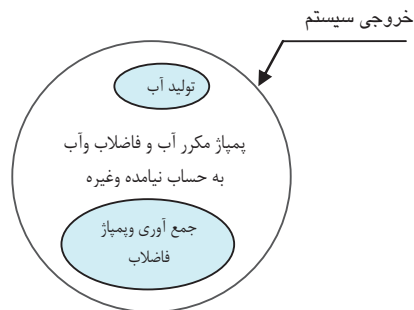 خروجی سیستم
تولید آب
پمپاژ مکرر آب و فاضلاب وآب
به حساب نیامده وغیره
جمع آوری وپمپاژ
فاضلاب